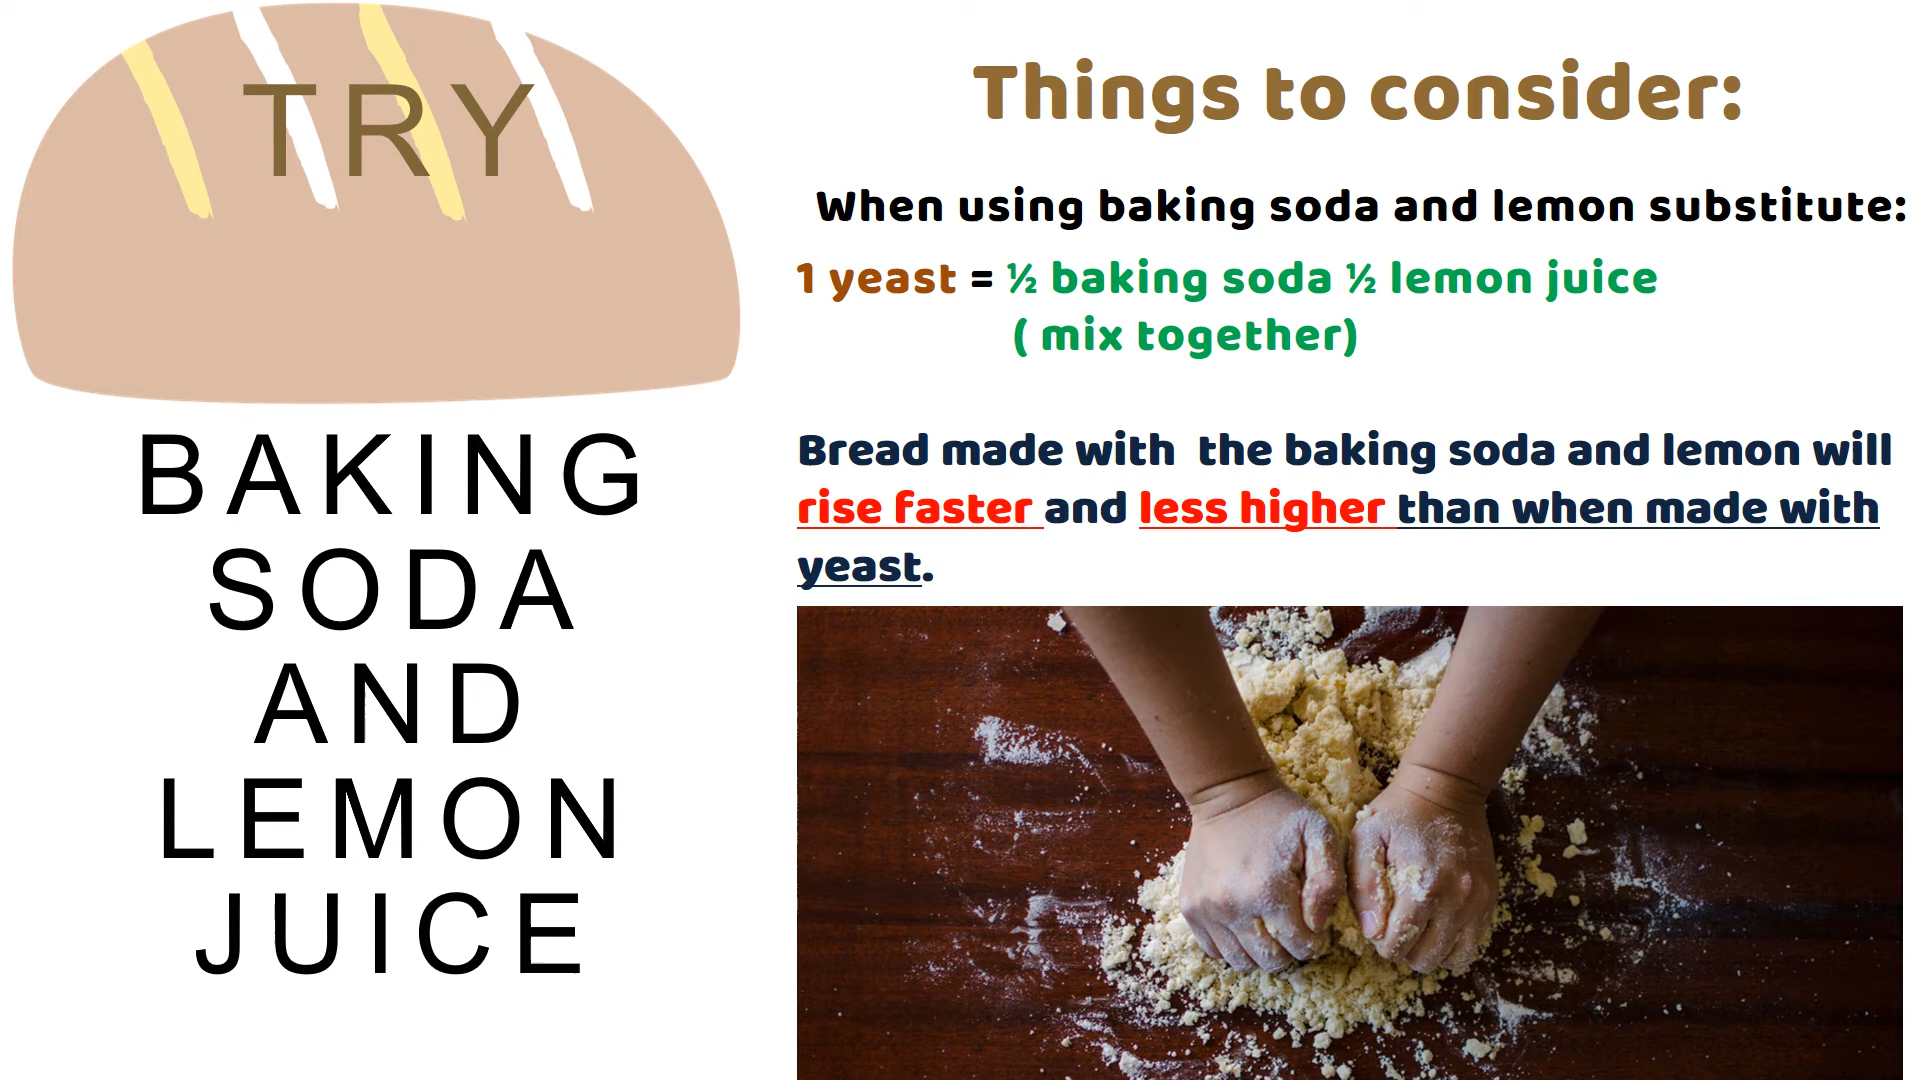 TRY
BAKING
SODA
AND
LEMON
JUICE
Things to consider:
When using baking soda and lemon substitute:
1 yeast = ½ baking soda ½ lemon juice
( mix together)
Bread made with  the baking soda and lemon will
rise faster and less higher than when made with
yeast.